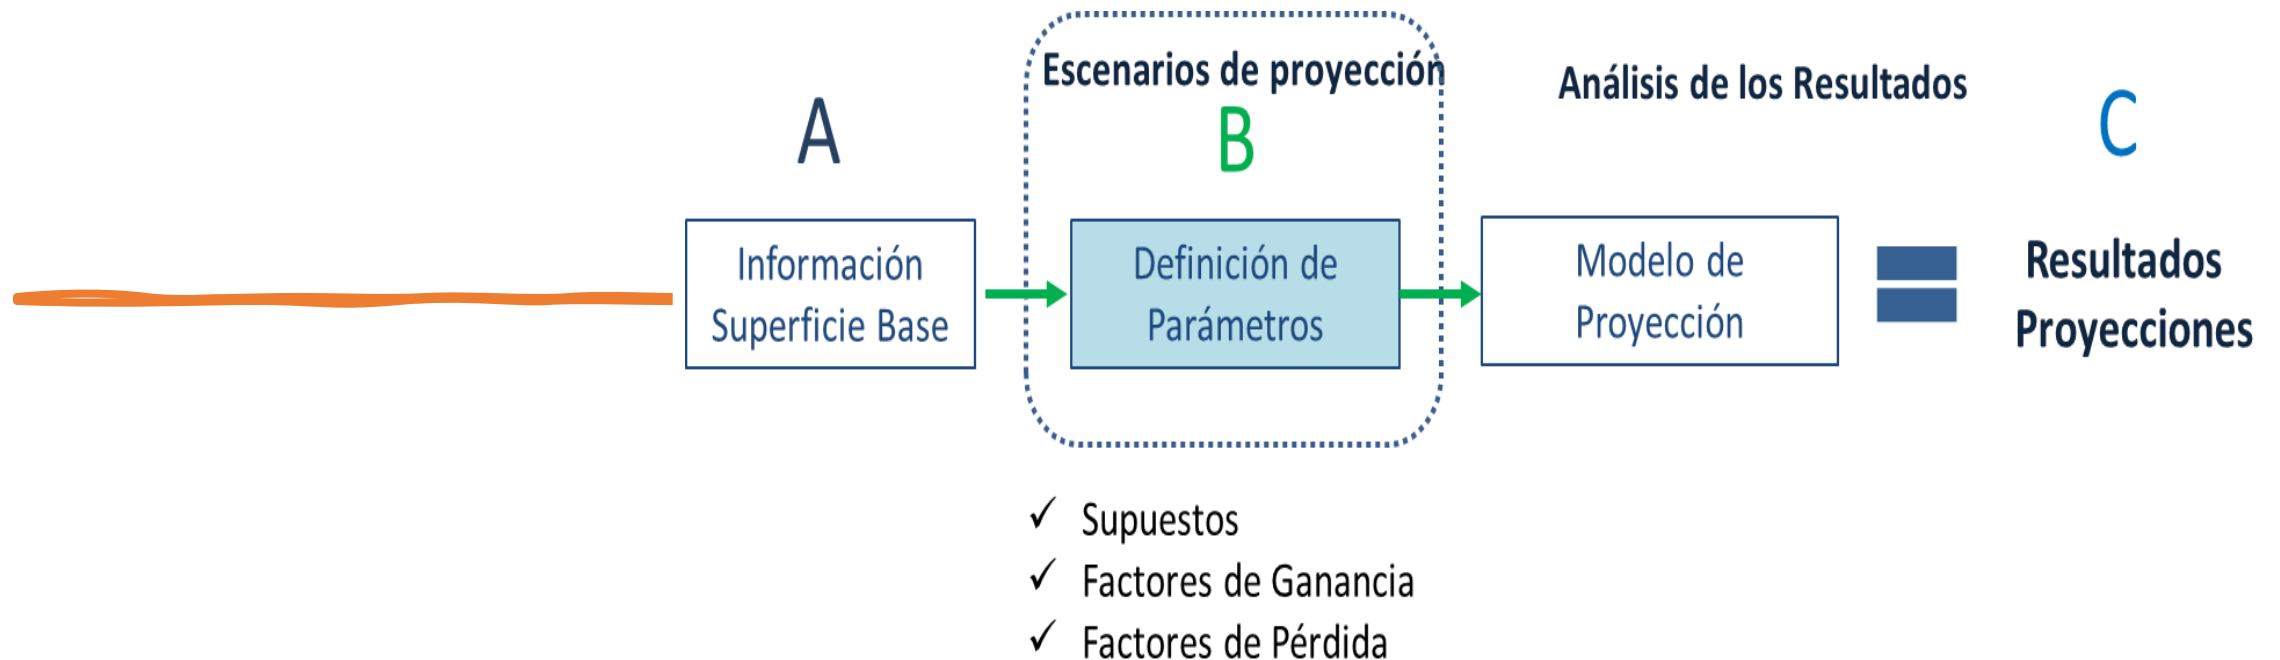 A
Información
Superficie Base
Escenarios de proyección
B
Definición de
Parámetros
Análisis de los Resultados
Modelo de
Proyección
C
Resultados
Proyecciones
✓ Supuestos
✓ Factores de Ganancia
✓ Factores de Pérdida